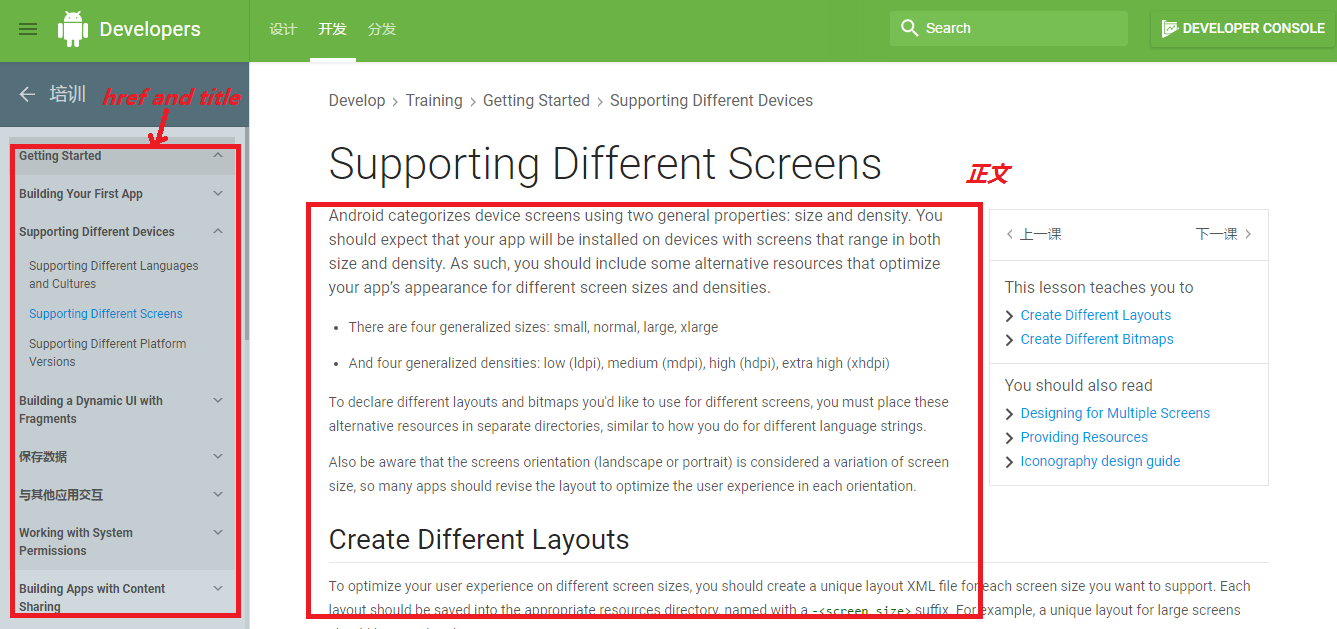 Developers
设计 开发 分发
Search
DEVELOPER CONSOLE
培训
href and title
Getting Started
Building Your First App
Supporting Different Devices
Supporting Different Languages
and Cultures
Supporting Different Screens
Supporting Different Platform
Versions
Building a Dynamic UI with
Fragments
保存数据
与其他应用交互
Working with System
Permissions
Building Apps with Content
Sharing
Develop > Training > Getting Started > Supporting Different Devices
Supporting Different Screens
正文
Android categorizes device screens using two general properties: size and density. You
should expect that your app will be installed on devices with screens that range in both
size and density. As such, you should include some alternative resources that optimize
your app’s appearance for different screen sizes and densities.
• There are four generalized sizes: small, normal, large, xlarge
• And four generalized densities: low (ldpi), medium (mdpi), high (hdpi), extra high (xhdpi)
To declare different layouts and bitmaps you'd like to use for different screens, you must place these
alternative resources in separate directories, similar to how you do for different language strings.
Also be aware that the screens orientation (landscape or portrait) is considered a variation of screen
size, so many apps should revise the layout to optimize the user experience in each orientation.
Create Different Layouts
To optimize your user experience on different screen sizes, you should create a unique layout XML file for each screen size you want to support. Each
layout should be saved into the appropriate resources directory, named with a -<screen_size> suffix. For example, a unique layout for large screens
上一课 下一课
This lesson teaches you to
Create Different Layouts
Create Different Bitmaps
You should also read
Designing for Multiple Screens
Providing Resources
Iconography design guide